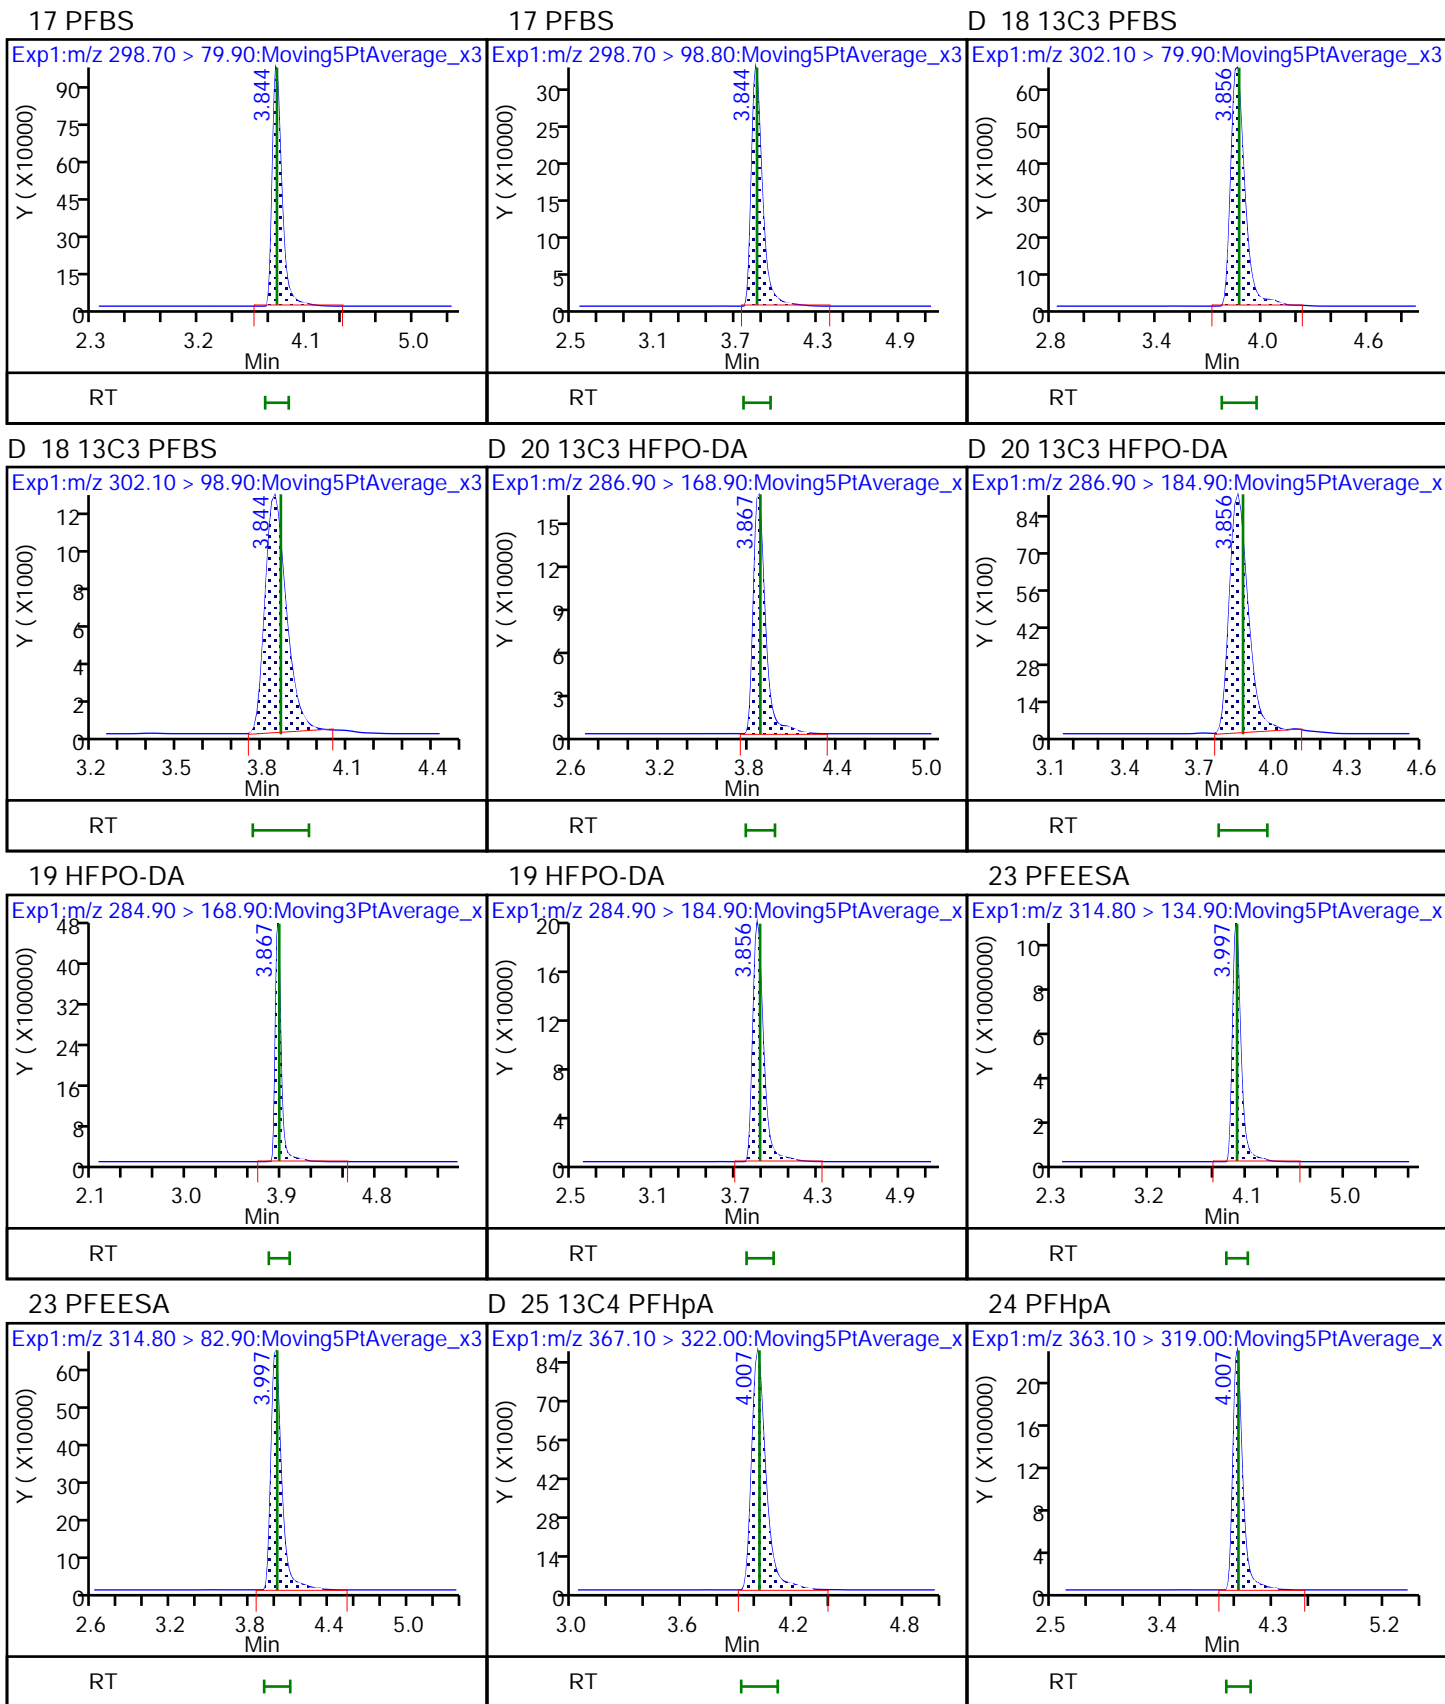 17 PFBS
Exp1:m/z 298.70 > 79.90:Moving5PtAverage_x3
3.844
Y ( X10000)
90
75
60
45
30
15
0
2.3 3.2 4.1 5.0
Min
RT
17 PFBS
Exp1:m/z 298.70 > 98.80:Moving5PtAverage_x3
3.844
Y ( X10000)
30
25
20
15
10
5
0
2.5 3.1 3.7 4.3 4.9
Min
RT
D 18 13C3 PFBS
Exp1:m/z 302.10 > 79.90:Moving5PtAverage_x3
3.856
Y ( X1000)
60
50
40
30
20
10
0
2.8 3.4 4.0 4.6
Min
RT
D 18 13C3 PFBS
Exp1:m/z 302.10 > 98.90:Moving5PtAverage_x3
3.844
Y ( X1000)
12
10
8
6
4
2
0
3.2 3.5 3.8 4.1 4.4
Min
RT
D 20 13C3 HFPO-DA
Exp1:m/z 286.90 > 168.90:Moving5PtAverage_x
3.867
Y ( X10000)
15
12
9
6
3
0
2.6 3.2 3.8 4.4 5.0
Min
RT
D 20 13C3 HFPO-DA
Exp1:m/z 286.90 > 184.90:Moving5PtAverage_x
3.856
Y ( X100)
84
70
56
42
28
14
0
3.1 3.4 3.7 4.0 4.3 4.6
Min
RT
19 HFPO-DA
Exp1:m/z 284.90 > 168.90:Moving3PtAverage_x
3.867
Y ( X100000)
48
40
32
24
16
8
0
2.1 3.0 3.9 4.8
Min
RT
19 HFPO-DA
Exp1:m/z 284.90 > 184.90:Moving5PtAverage_x
3.856
Y ( X10000)
20
16
12
8
4
0
2.5 3.1 3.7 4.3 4.9
Min
RT
23 PFEESA
Exp1:m/z 314.80 > 134.90:Moving5PtAverage_x
3.997
Y ( X1000000)
10
8
6
4
2
0
2.3 3.2 4.1 5.0
Min
RT
23 PFEESA
Exp1:m/z 314.80 > 82.90:Moving5PtAverage_x3
3.997
Y ( X100000)
60
50
40
30
20
10
0
2.6 3.2 3.8 4.4 5.0
Min
RT
D 25 13C4 PFHpA
Exp1:m/z 367.10 > 322.00:Moving5PtAverage_x
4.007
Y ( X1000)
84
70
56
42
28
14
0
3.0 3.6 4.2 4.8
Min
RT
24 PFHpA
Exp1:m/z 363.10 > 319.00:Moving5PtAverage_x
4.007
Y ( X100000)
20
16
12
8
4
0
2.5 3.4 4.3 5.2
Min
RT